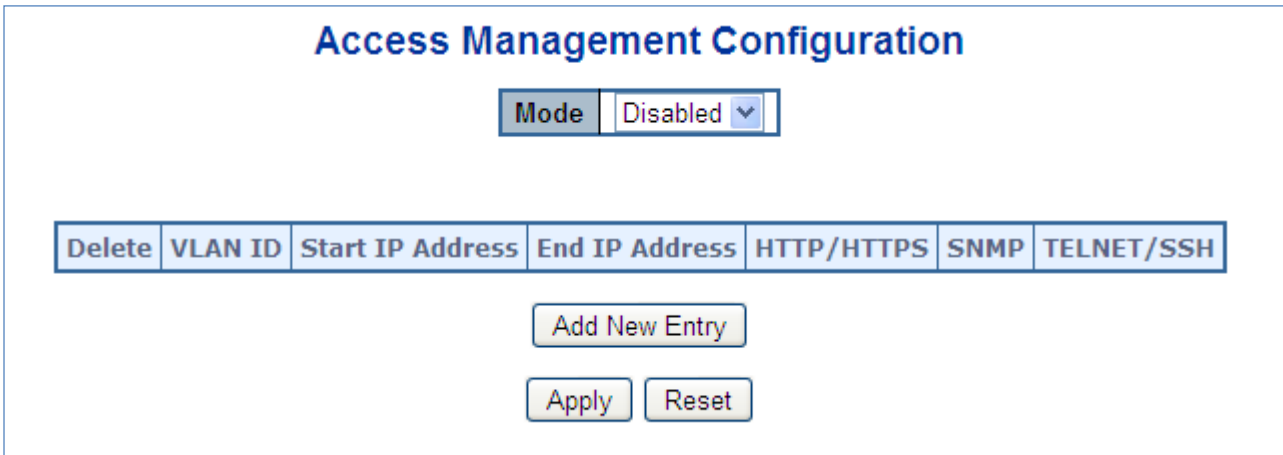 Access Management Configuration
Mode Disabled
Delete VLAN ID Start IP Address End IP Address HTTP/HTTPS SNMP TELNET/SSH
Add New Entry
Apply Reset